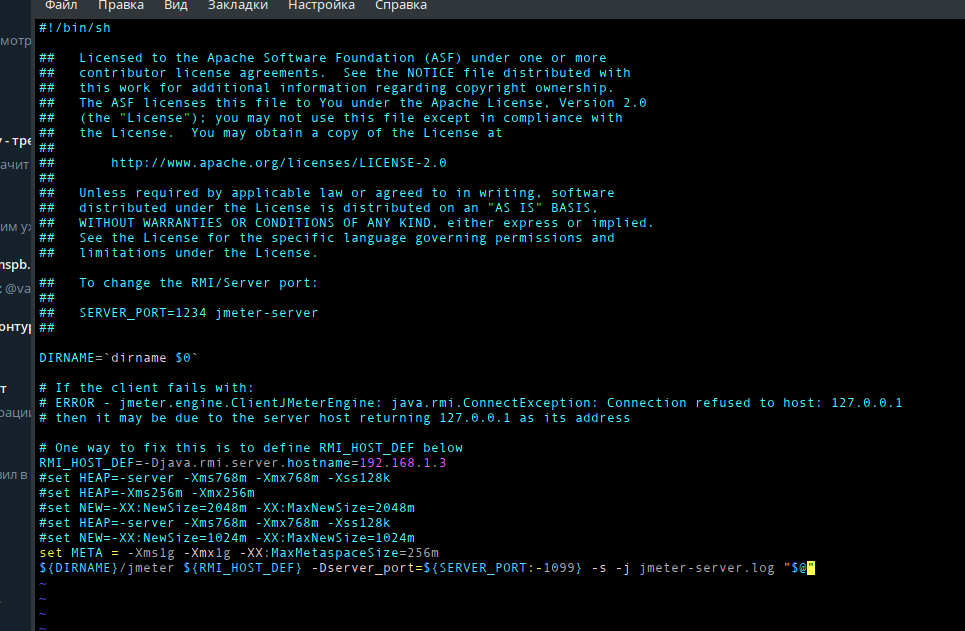 Файл Правка Вид Закладки Настройка Справка
#!/bin/sh
##   Licensed to the Apache Software Foundation (ASF) under one or more
##   contributor license agreements.  See the NOTICE file distributed with
##   this work for additional information regarding copyright ownership.
##   The ASF licenses this file to You under the Apache License, Version 2.0
##   (the "License"); you may not use this file except in compliance with
##   the License.  You may obtain a copy of the License at
##
##       http://www.apache.org/licenses/LICENSE-2.0
##
##   Unless required by applicable law or agreed to in writing, software
##   distributed under the License is distributed on an "AS IS" BASIS,
##   WITHOUT WARRANTIES OR CONDITIONS OF ANY KIND, either express or implied.
##   See the License for the specific language governing permissions and
##   limitations under the License.
##   To change the RMI/Server port:
##
##   SERVER_PORT=1234 jmeter-server
##
DIRNAME=`dirname $0`
# If the client fails with:
# ERROR - jmeter.engine.ClientJMeterEngine: java.rmi.ConnectException: Connection refused to host: 127.0.0.1
# then it may be due to the server host returning 127.0.0.1 as its address
# One way to fix this is to define RMI_HOST_DEF below
RMI_HOST_DEF=-Djava.rmi.server.hostname=192.168.1.3
#set HEAP=-server -Xms768m -Xmx768m -Xss128k
#set HEAP=-Xms256m -Xmx256m
#set NEW=-XX:NewSize=2048m -XX:MaxNewSize=2048m
#set HEAP=-server -Xms768m -Xmx768m -Xss128k
#set NEW=-XX:NewSize=1024m -XX:MaxNewSize=1024m
set META = -Xms1g -Xmx1g -XX:MaxMetaspaceSize=256m
${DIRNAME}/jmeter ${RMI_HOST_DEF} -Dserver_port=${SERVER_PORT:-1099} -s -j jmeter-server.log "$@"
~
~
~
~